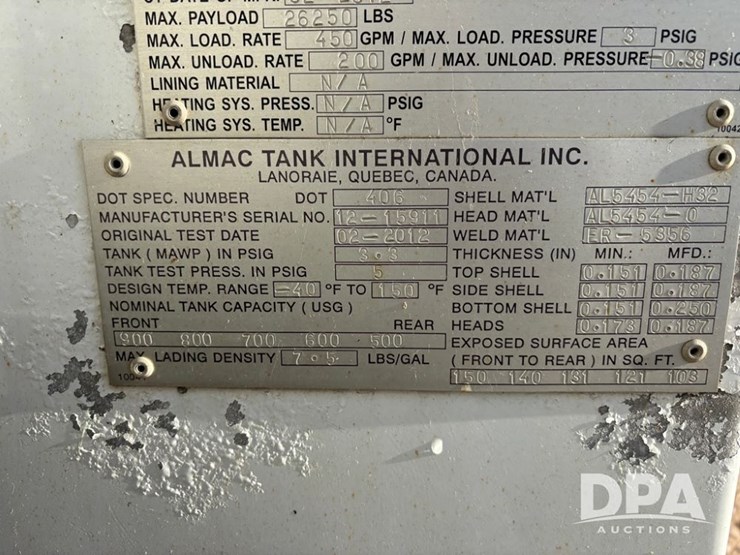 MAX. PAYLOAD 26250 LBS
MAX. LOAD. RATE 450 GPM / MAX. LOAD. PRESSURE 3 PSIG
MAX. UNLOAD. RATE 200 GPM / MAX. UNLOAD. PRESSURE -0.38 PSIG
LINING MATERIAL N/A
HEATING SYS. PRESS. N/A PSIG
HEATING SYS. TEMP. N/A °F
10042
ALMAC TANK INTERNATIONAL INC.
LANORAIE, QUEBEC, CANADA.
DOT SPEC. NUMBER DOT 406 SHELL MAT'L AL5454-H32
MANUFACTURER'S SERIAL NO. 12-15911 HEAD MAT'L AL5454-0
ORIGINAL TEST DATE 02-2012 WELD MAT'L ER-5356
TANK ( MAWP ) IN PSIG 3.3 THICKNESS (IN) MIN.: MFD.:
TANK TEST PRESS. IN PSIG 5 TOP SHELL 0.151 0.187
DESIGN TEMP. RANGE -40 °F TO 150 °F SIDE SHELL 0.151 0.187
NOMINAL TANK CAPACITY ( USG ) BOTTOM SHELL 0.151 0.250
FRONT REAR HEADS 0.173 0.187
900 800 700 600 500 EXPOSED SURFACE AREA
MAX. LADING DENSITY 7.5 LBS/GAL ( FRONT TO REAR ) IN SQ. FT.
150 140 131 121 103
DPA
AUCTIONS